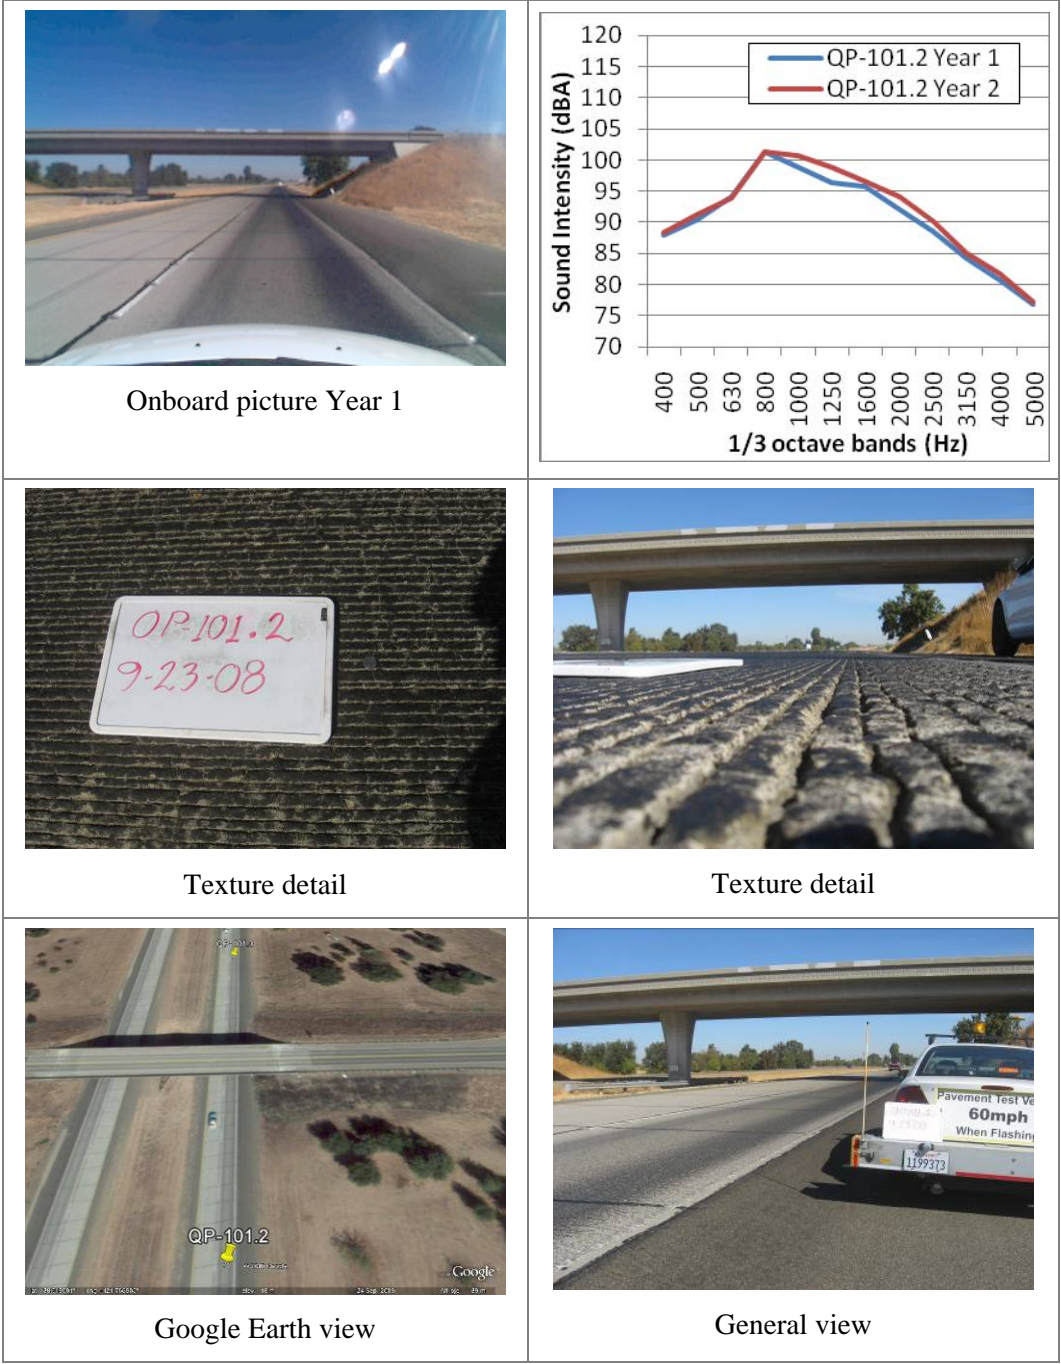 120
115
110
105
100
95
90
85
80
75
70
Sound Intensity (dBA)
QP-101.2 Year 1
QP-101.2 Year 2
400
500
630
800
1000
1250
1600
2000
2500
3150
4000
5000
1/3 octave bands (Hz)
Onboard picture Year 1
QP-101.2
9-23-08
Texture detail
Texture detail
QP-101.2
Google
Google Earth view
Pavement Test Ve
60mph
When Flashing
1199373
General view